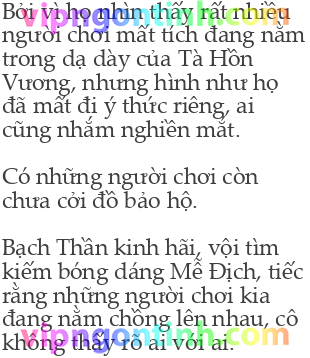 Bởi vì họ nhìn thấy rất nhiều
người chơi mất tích đang nằm
trong dạ dày của Tà Hồn
Vương, nhưng hình như họ
đã mất đi ý thức riêng, ai
cũng nhắm nghiền mắt.
Có những người chơi còn
chưa cởi đồ bảo hộ.
Bạch Thần kinh hãi, vội tìm
kiếm bóng dáng Mễ Địch, tiếc
rằng những người chơi kia
đang nằm chồng lên nhau, cô
không thấy rõ ai với ai.
vipngontinh.com
vipngontinh.com